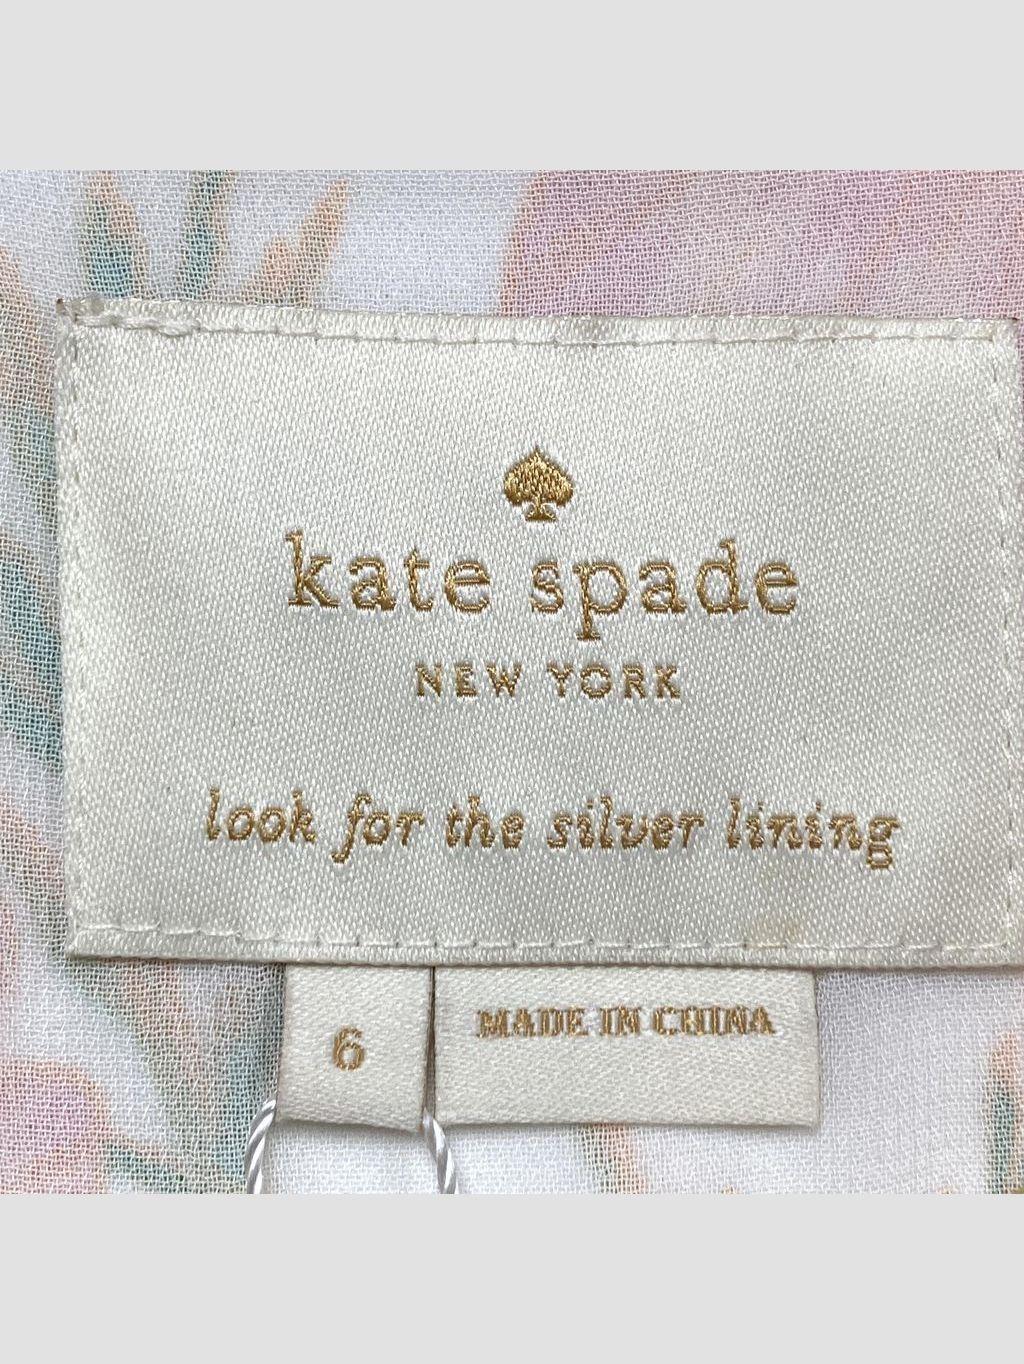 kate spade
NEW YORK
look for the silver lining
6
MADE IN CHINA